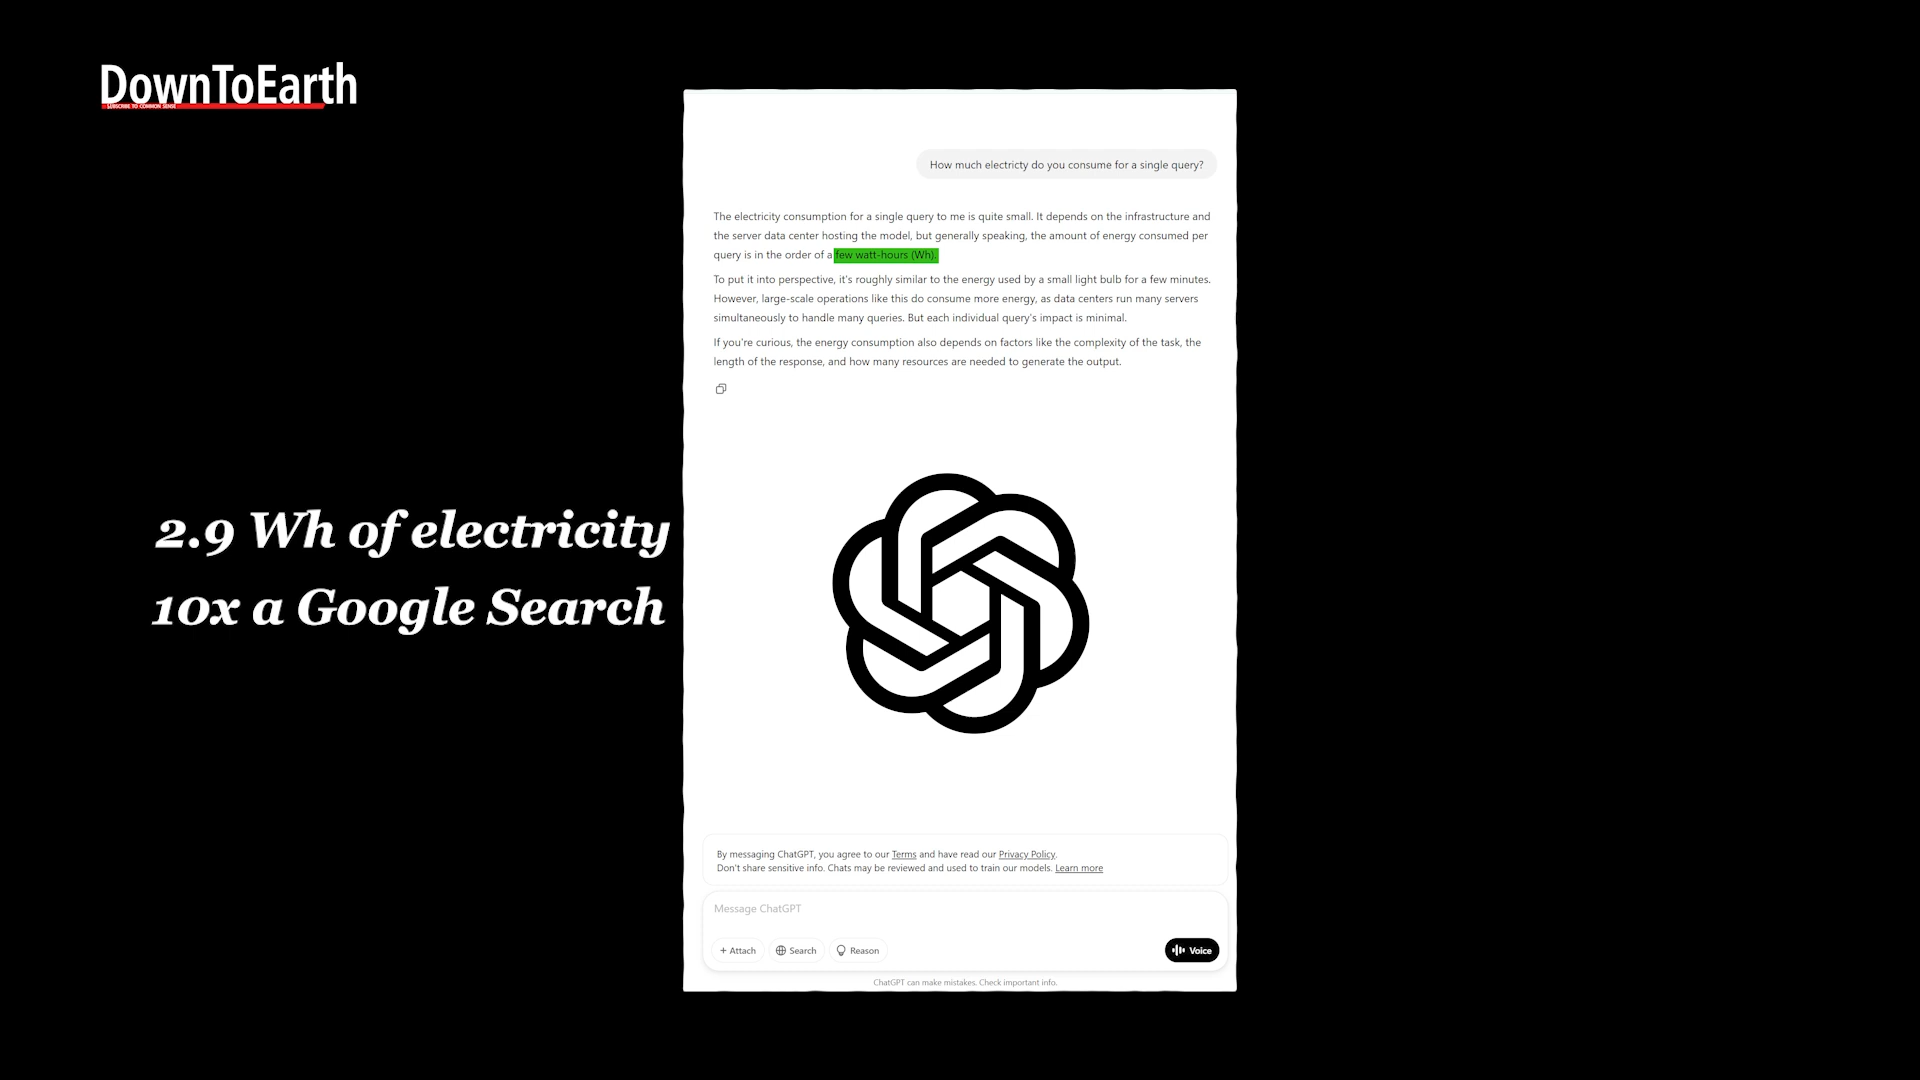 DownToEarth
SUBSCRIBE TO COMMON SENSE
How much electricty do you consume for a single query?
The electricity consumption for a single query to me is quite small. It depends on the infrastructure and
the server data center hosting the model, but generally speaking, the amount of energy consumed per
query is in the order of a few watt-hours (Wh).
To put it into perspective, it's roughly similar to the energy used by a small light bulb for a few minutes.
However, large-scale operations like this do consume more energy, as data centers run many servers
simultaneously to handle many queries. But each individual query's impact is minimal.
If you're curious, the energy consumption also depends on factors like the complexity of the task, the
length of the response, and how many resources are needed to generate the output.
2.9 Wh of electricity
10x a Google Search
By messaging ChatGPT, you agree to our Terms and have read our Privacy Policy.
Don't share sensitive info. Chats may be reviewed and used to train our models. Learn more
Message ChatGPT
+ Attach Search Reason Voice
ChatGPT can make mistakes. Check important info.